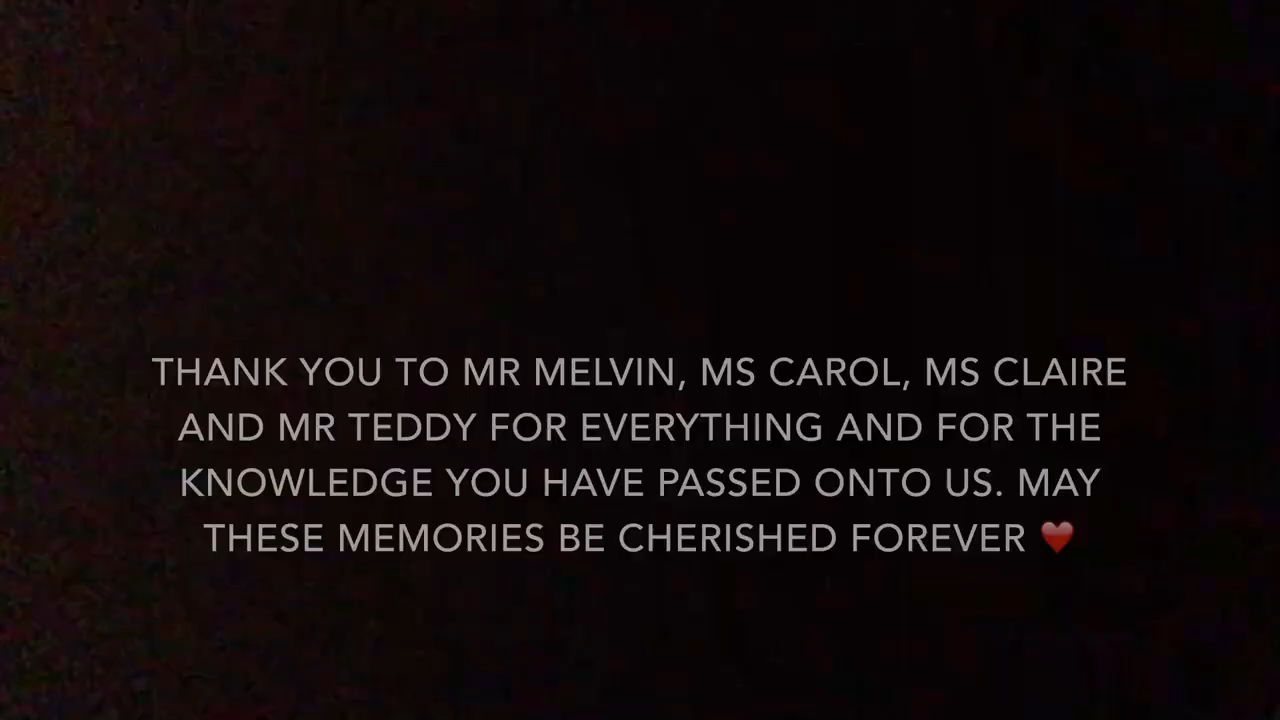 THANK YOU TO MR MELVIN, MS CAROL, MS CLAIRE
AND MR TEDDY FOR EVERYTHING AND FOR THE
KNOWLEDGE YOU HAVE PASSED ONTO US. MAY
THESE MEMORIES BE CHERISHED FOREVER ❤️